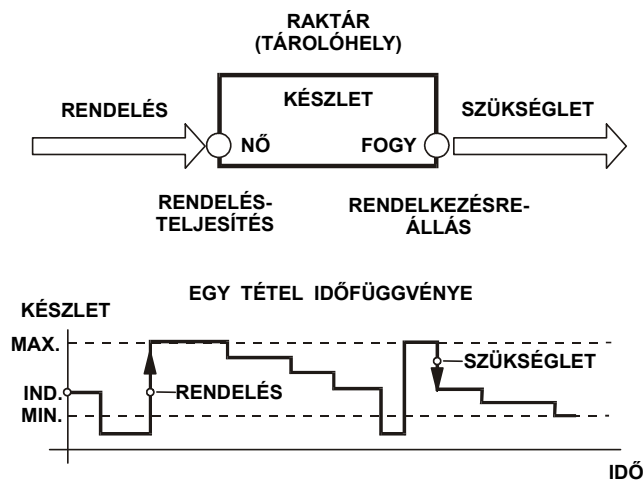 RAKTÁR
(TÁROLÓHELY)
RENDELÉS
KÉSZLET
SZÜKSÉGLET
NŐ
FOGY
RENDELÉS-
TELJESÍTÉS
RENDELKEZÉSRE-
ÁLLÁS
EGY TÉTEL IDŐFÜGGVÉNYE
KÉSZLET
MAX.
SZÜKSÉGLET
IND.
RENDELÉS
MIN.
IDŐ